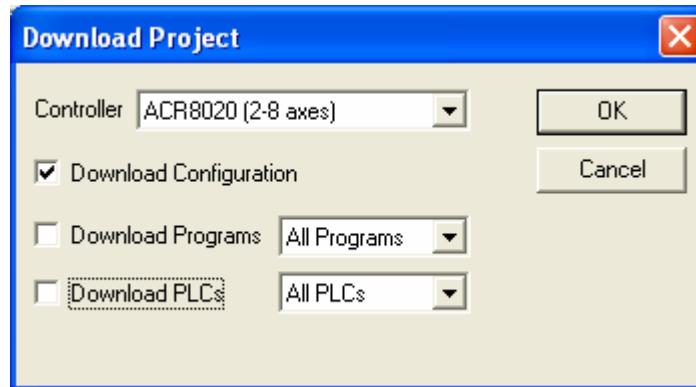 Download Project
Controller ACR8020 (2-8 axes) OK
Download Configuration Cancel
Download Programs All Programs
Download PLCs All PLCs